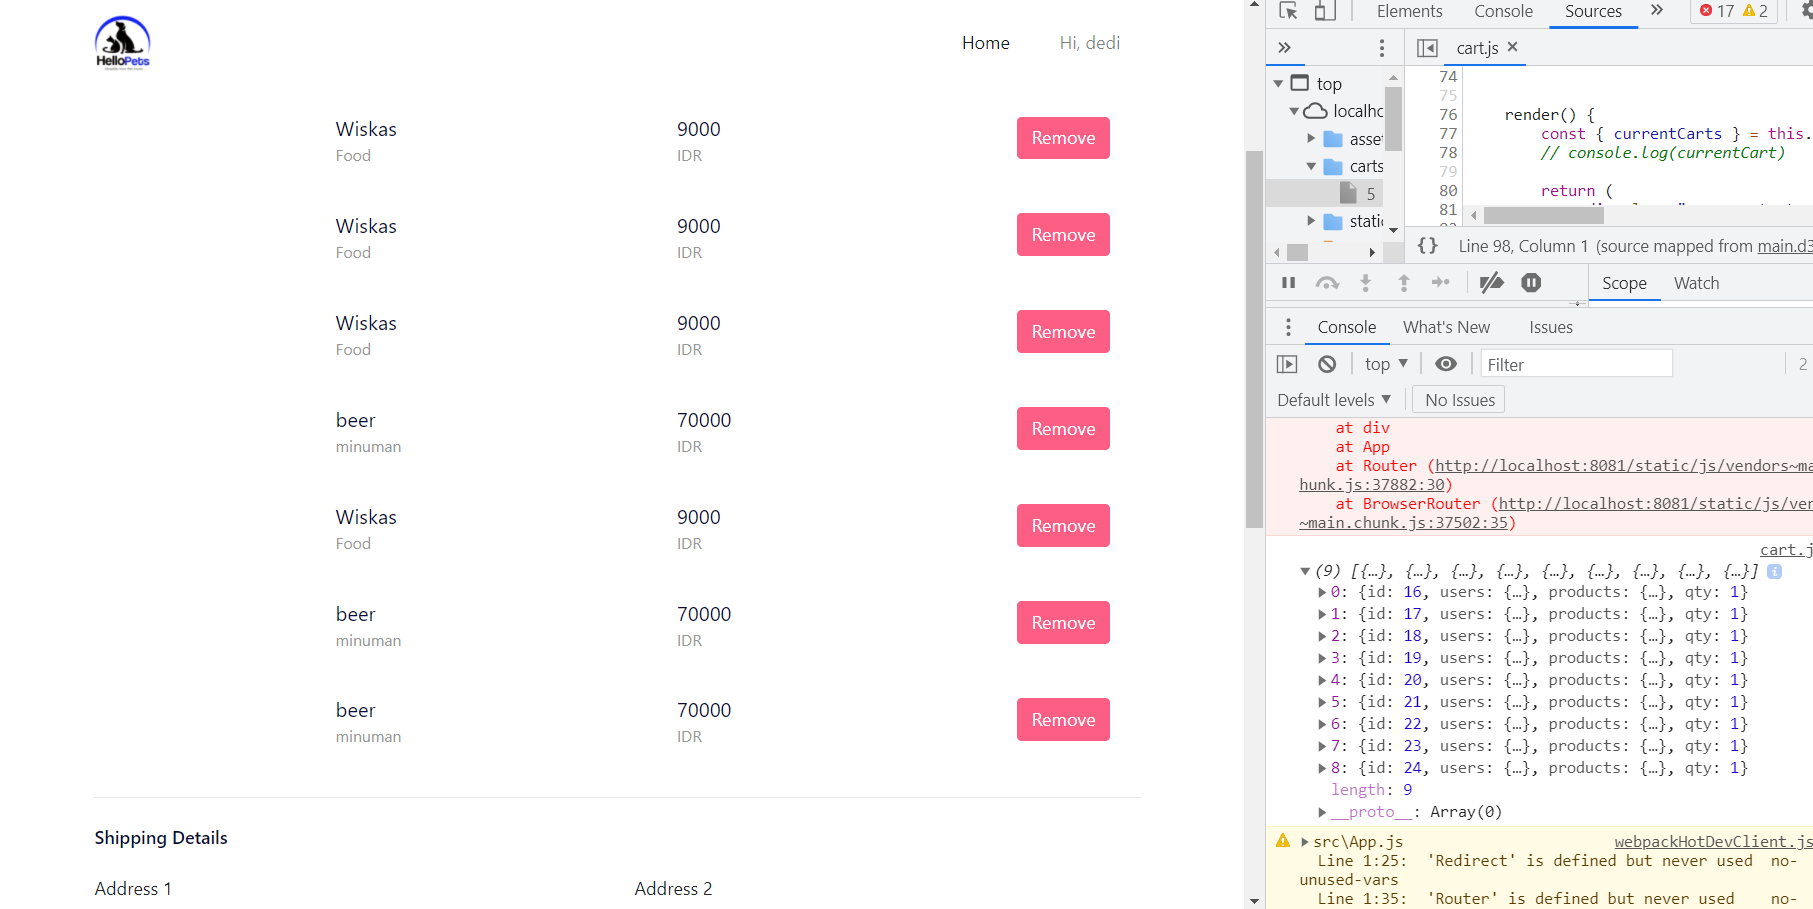 HelloPets
Home
Hi, dedi
Wiskas
Food
9000
IDR
Remove
Wiskas
Food
9000
IDR
Remove
Wiskas
Food
9000
IDR
Remove
beer
minuman
70000
IDR
Remove
Wiskas
Food
9000
IDR
Remove
beer
minuman
70000
IDR
Remove
beer
minuman
70000
IDR
Remove
Shipping Details
Address 1
Address 2
Elements Console Sources 17 2
cart.js
top
localho
asset
carts
5
static
74
75
76 render() {
77 const { currentCarts } = this.
78 // console.log(currentCart)
79
80 return (
81
{} Line 98, Column 1 (source mapped from main.d3
Scope Watch
Console What's New Issues
top Filter 2
Default levels No Issues
at div
at App
at Router (http://localhost:8081/static/js/vendors~ma
hunk.js:37882:30)
at BrowserRouter (http://localhost:8081/static/js/ven
~main.chunk.js:37502:35)
cart.j
(9) [{…}, {…}, {…}, {…}, {…}, {…}, {…}, {…}, {…}]
0: {id: 16, users: {…}, products: {…}, qty: 1}
1: {id: 17, users: {…}, products: {…}, qty: 1}
2: {id: 18, users: {…}, products: {…}, qty: 1}
3: {id: 19, users: {…}, products: {…}, qty: 1}
4: {id: 20, users: {…}, products: {…}, qty: 1}
5: {id: 21, users: {…}, products: {…}, qty: 1}
6: {id: 22, users: {…}, products: {…}, qty: 1}
7: {id: 23, users: {…}, products: {…}, qty: 1}
8: {id: 24, users: {…}, products: {…}, qty: 1}
length: 9
__proto__: Array(0)
src\App.js webpackHotDevClient.js
Line 1:25: 'Redirect' is defined but never used no-
unused-vars
Line 1:35: 'Router' is defined but never used no-